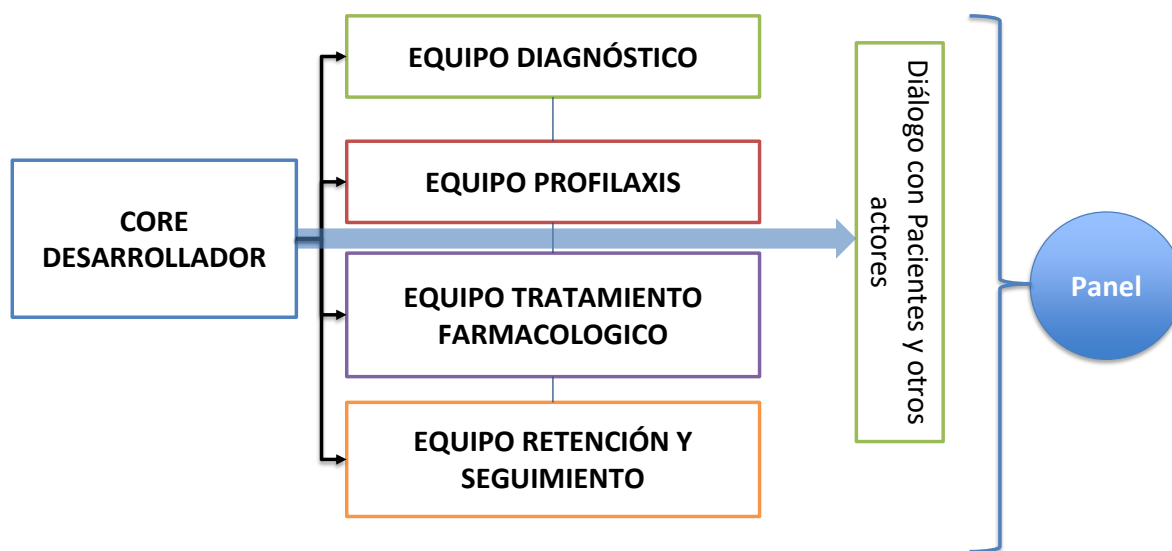 CORE
DESARROLLADOR
EQUIPO DIAGNÓSTICO
EQUIPO PROFILAXIS
EQUIPO TRATAMIENTO
FARMACOLOGICO
EQUIPO RETENCIÓN Y
SEGUIMIENTO
Diálogo con Pacientes y otros
actores
Panel